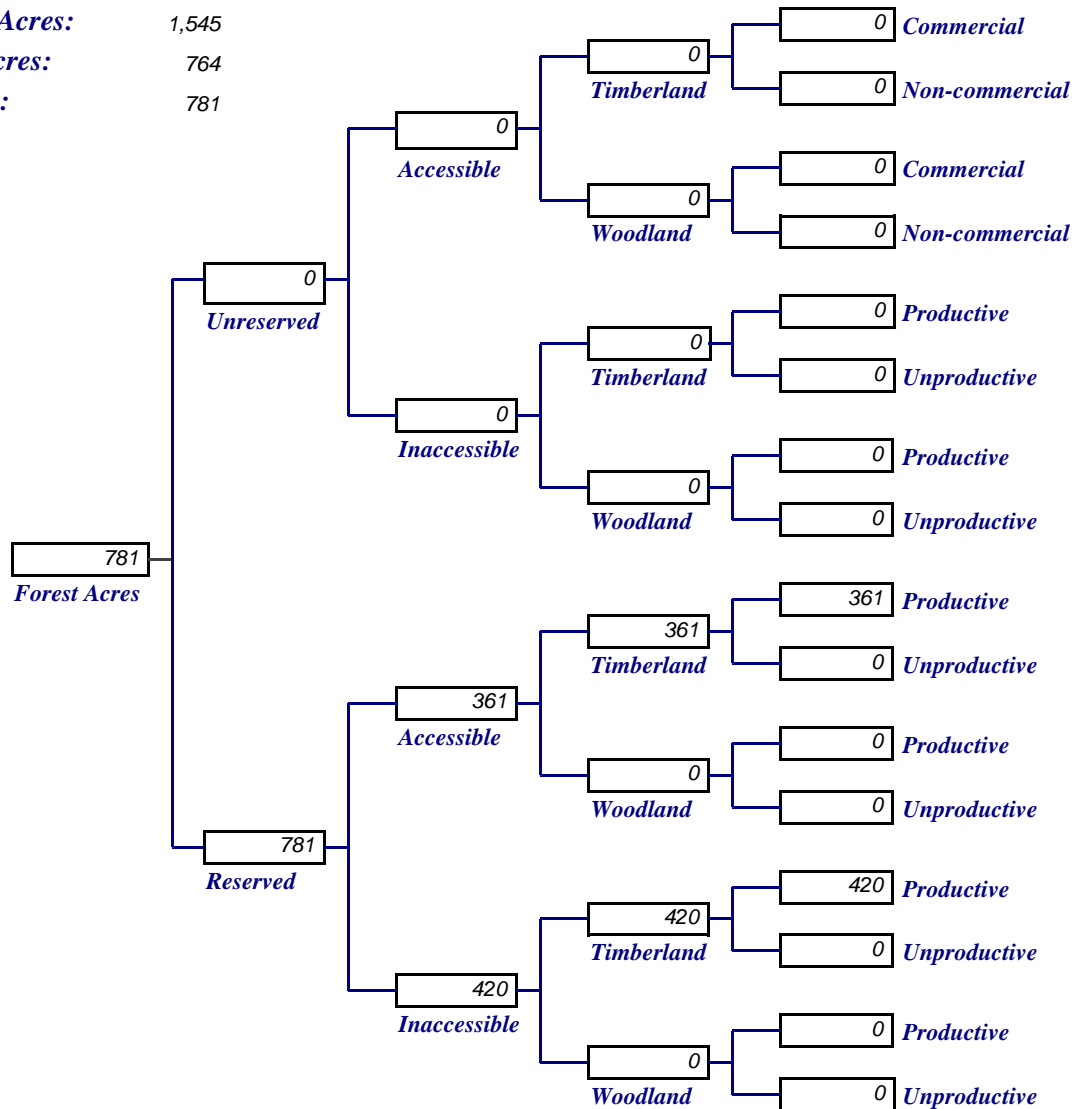 Acres: 1,545
cres: 764
: 781
0 Commercial
0
Timberland
0 Non-commercial
0
Accessible
0 Commercial
0
Woodland
0 Non-commercial
0
Unreserved
0 Productive
0
Timberland
0 Unproductive
0
Inaccessible
0 Productive
0
Woodland
0 Unproductive
781
Forest Acres
361 Productive
361
Timberland
0 Unproductive
361
Accessible
0 Productive
0
Woodland
0 Unproductive
781
Reserved
420 Productive
420
Timberland
0 Unproductive
420
Inaccessible
0 Productive
0
Woodland
0 Unproductive